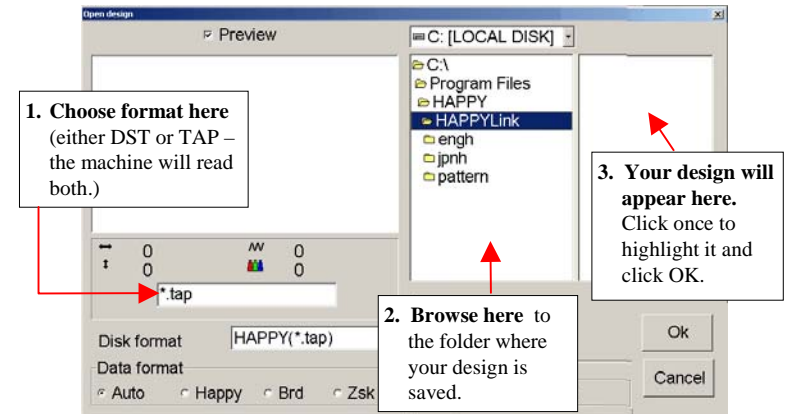 Open design
Preview
C: [LOCAL DISK]
C:\
Program Files
HAPPY
HAPPYLink
engh
jpnh
pattern
1. Choose format here
(either DST or TAP –
the machine will read
both.)
3. Your design will
appear here.
Click once to
highlight it and
click OK.
0
0
0
0
*.tap
2. Browse here to
the folder where
your design is
saved.
Disk format
HAPPY(*.tap)
Data format
Auto
Happy
Brd
Zsk
Ok
Cancel